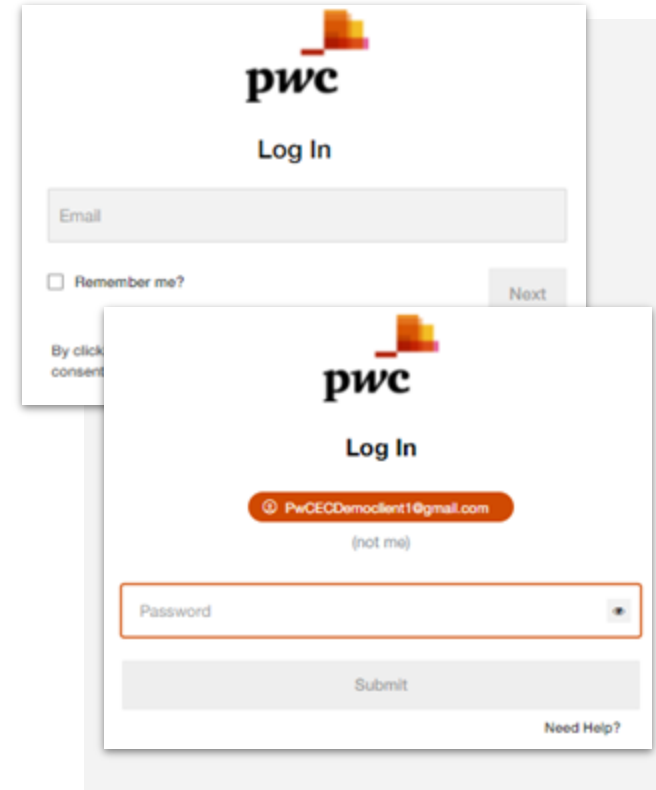 pwc
Log In
Email
Remember me?
Next
By click
consent
pwc
Log In
PwCECDemoclient1@gmail.com
(not me)
Password
Submit
Need Help?